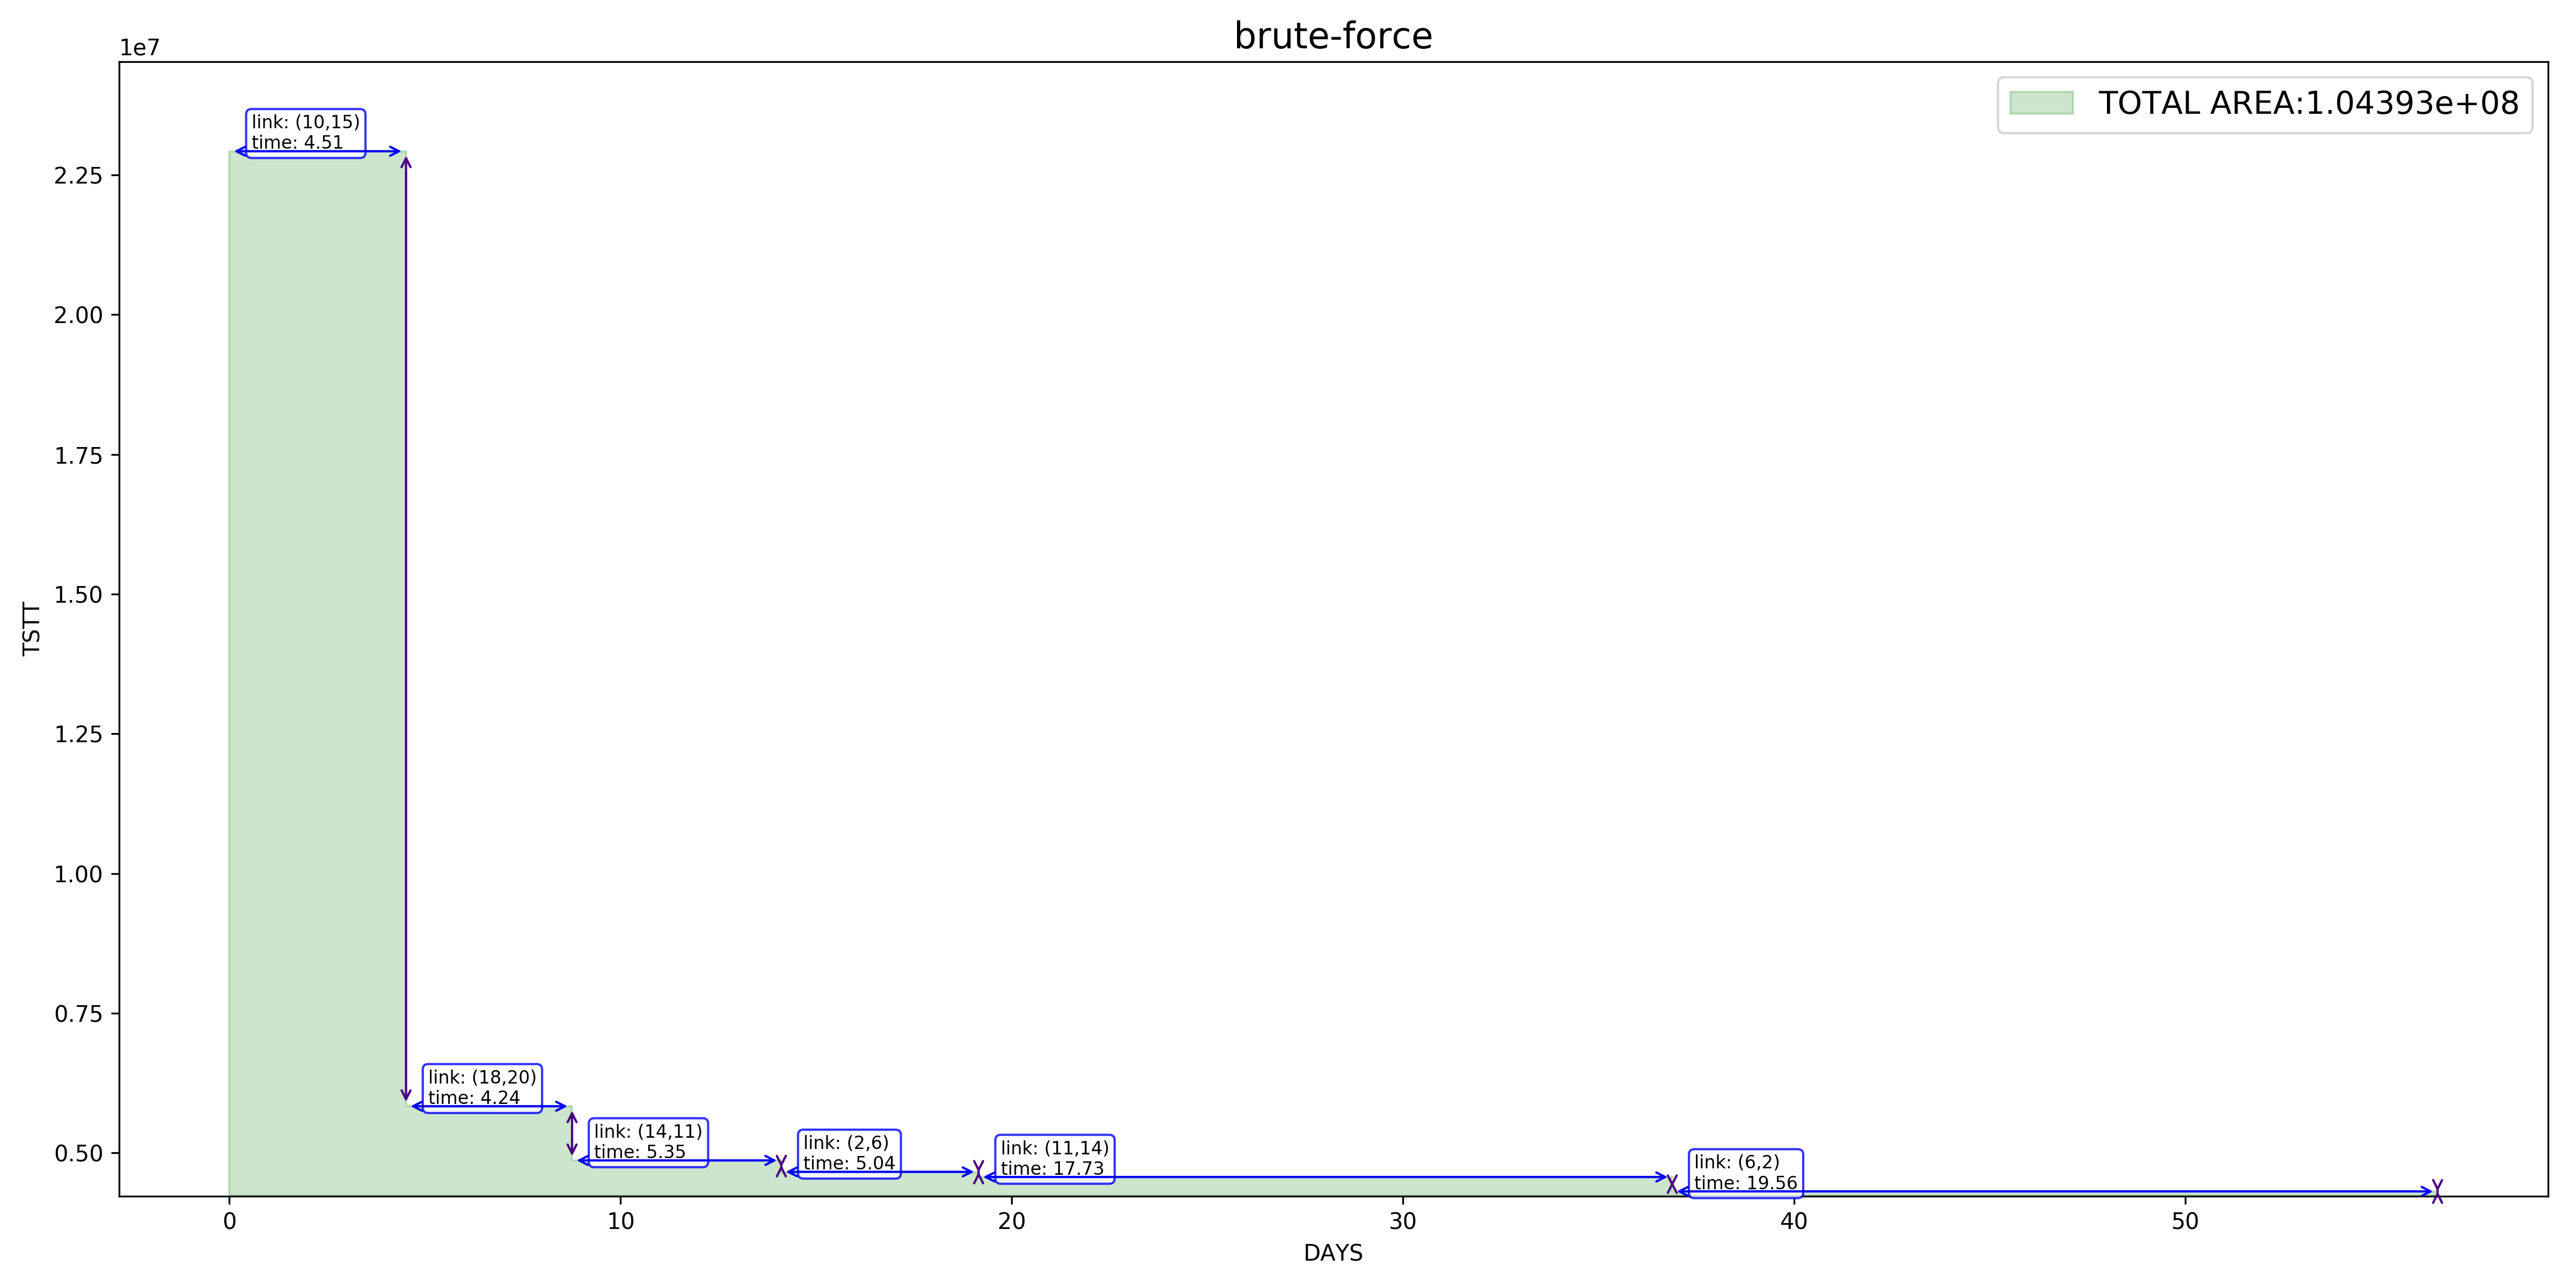 brute-force
1e7
TOTAL AREA:1.04393e+08
link: (10,15)
time: 4.51
2.25
2.00
1.75
1.50
1.25
1.00
0.75
0.50
TSTT
link: (18,20)
time: 4.24
link: (14,11)
time: 5.35
link: (2,6)
time: 5.04
link: (11,14)
time: 17.73
link: (6,2)
time: 19.56
0 10 20 30 40 50
DAYS